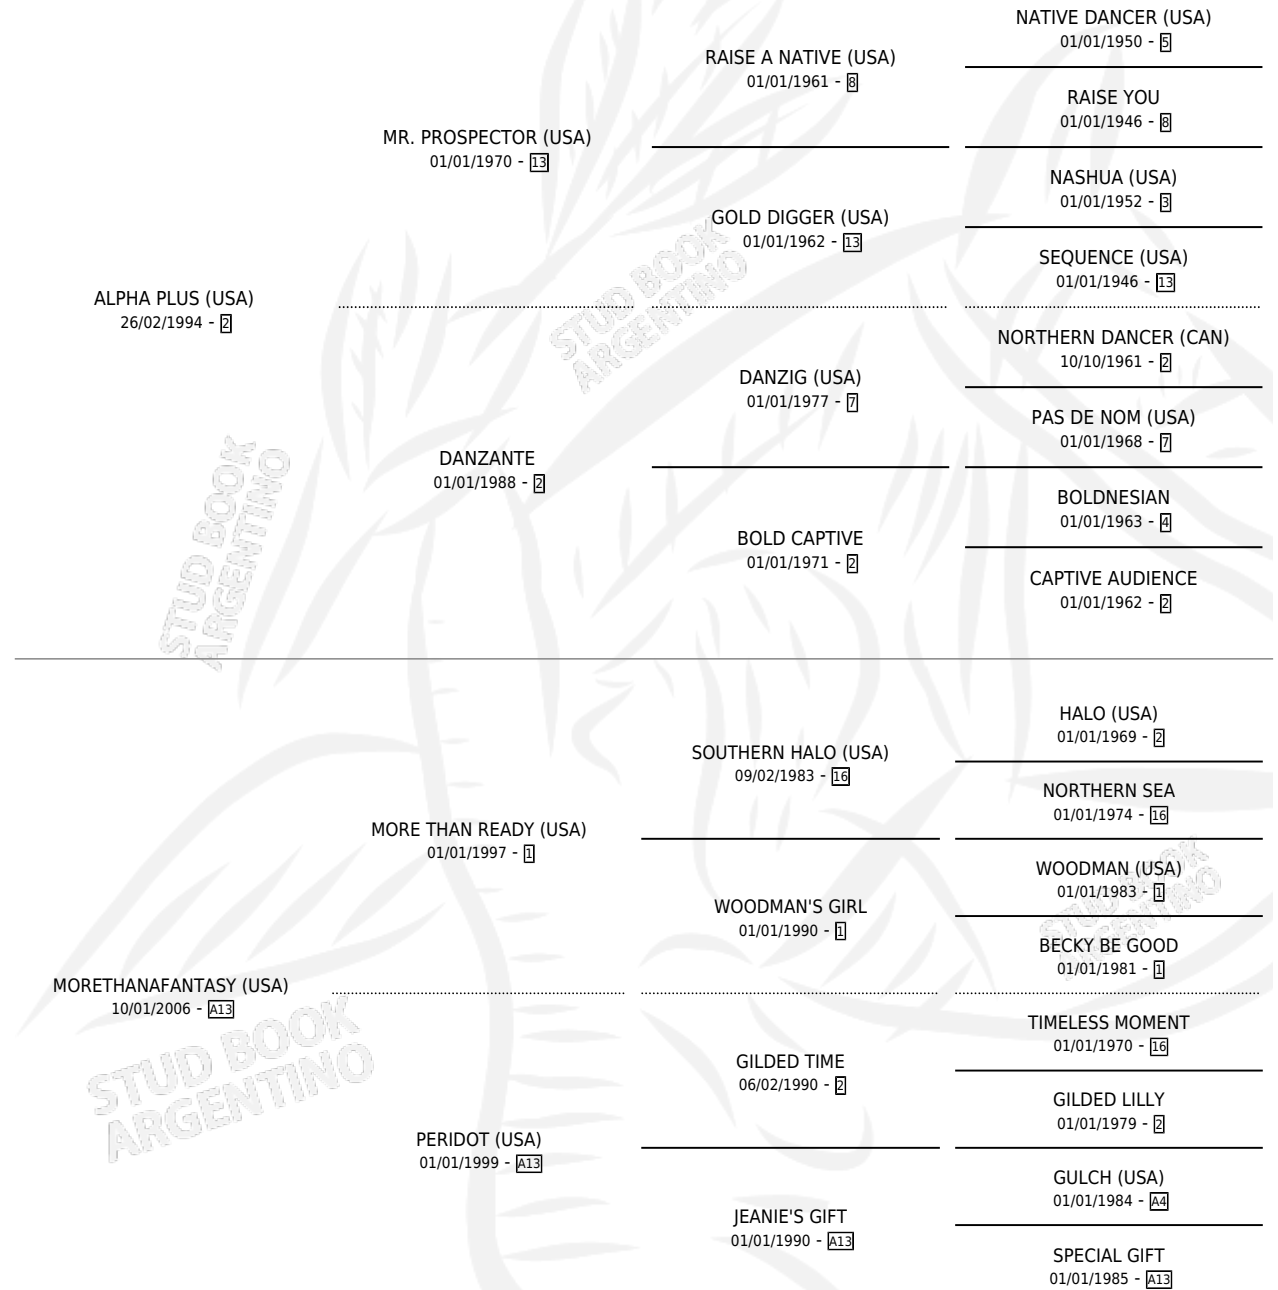 NATIVE DANCER (USA)
01/01/1950 - 5
RAISE A NATIVE (USA)
01/01/1961 - 8
RAISE YOU
01/01/1946 - 8
MR. PROSPECTOR (USA)
01/01/1970 - 13
NASHUA (USA)
01/01/1952 - 3
GOLD DIGGER (USA)
01/01/1962 - 13
SEQUENCE (USA)
01/01/1946 - 13
ALPHA PLUS (USA)
26/02/1994 - 2
NORTHERN DANCER (CAN)
10/10/1961 - 2
DANZIG (USA)
01/01/1977 - 7
PAS DE NOM (USA)
01/01/1968 - 7
DANZANTE
01/01/1988 - 2
BOLDNESIAN
01/01/1963 - 4
BOLD CAPTIVE
01/01/1971 - 2
CAPTIVE AUDIENCE
01/01/1962 - 2
HALO (USA)
01/01/1969 - 2
SOUTHERN HALO (USA)
09/02/1983 - 16
NORTHERN SEA
01/01/1974 - 16
MORE THAN READY (USA)
01/01/1997 - 1
WOODMAN (USA)
01/01/1983 - 1
WOODMAN'S GIRL
01/01/1990 - 1
BECKY BE GOOD
01/01/1981 - 1
MORETHANAFANTASY (USA)
10/01/2006 - A13
TIMELESS MOMENT
01/01/1970 - 16
GILDED TIME
06/02/1990 - 2
GILDED LILLY
01/01/1979 - 2
PERIDOT (USA)
01/01/1999 - A13
GULCH (USA)
01/01/1984 - A4
JEANIE'S GIFT
01/01/1990 - A13
SPECIAL GIFT
01/01/1985 - A13
STUD BOOK
ARGENTINO
STUD BOOK
ARGENTINO
STUD BOOK
ARGENTINO
STUD BOOK
ARGENTINO